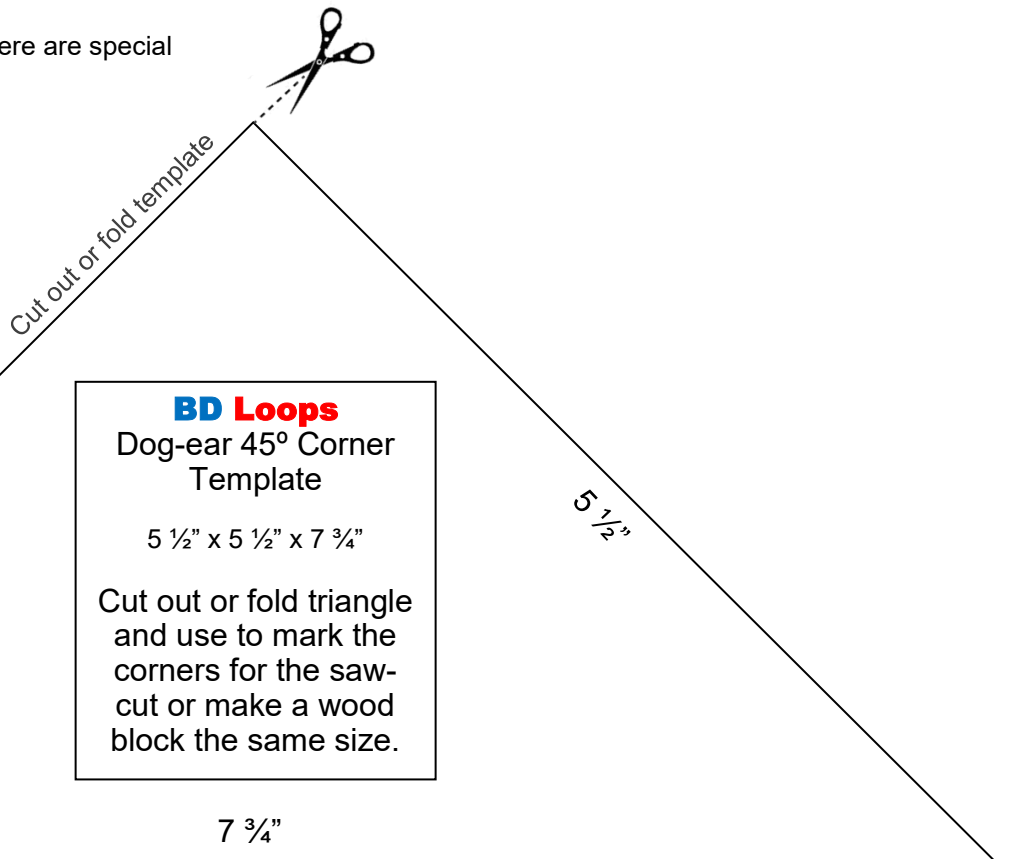 ere are special
Cut out or fold template
BD Loops
Dog-ear 45º Corner
Template
5 ½” x 5 ½” x 7 ¾”
Cut out or fold triangle
and use to mark the
corners for the saw-
cut or make a wood
block the same size.
5 ½”
7 ¾”